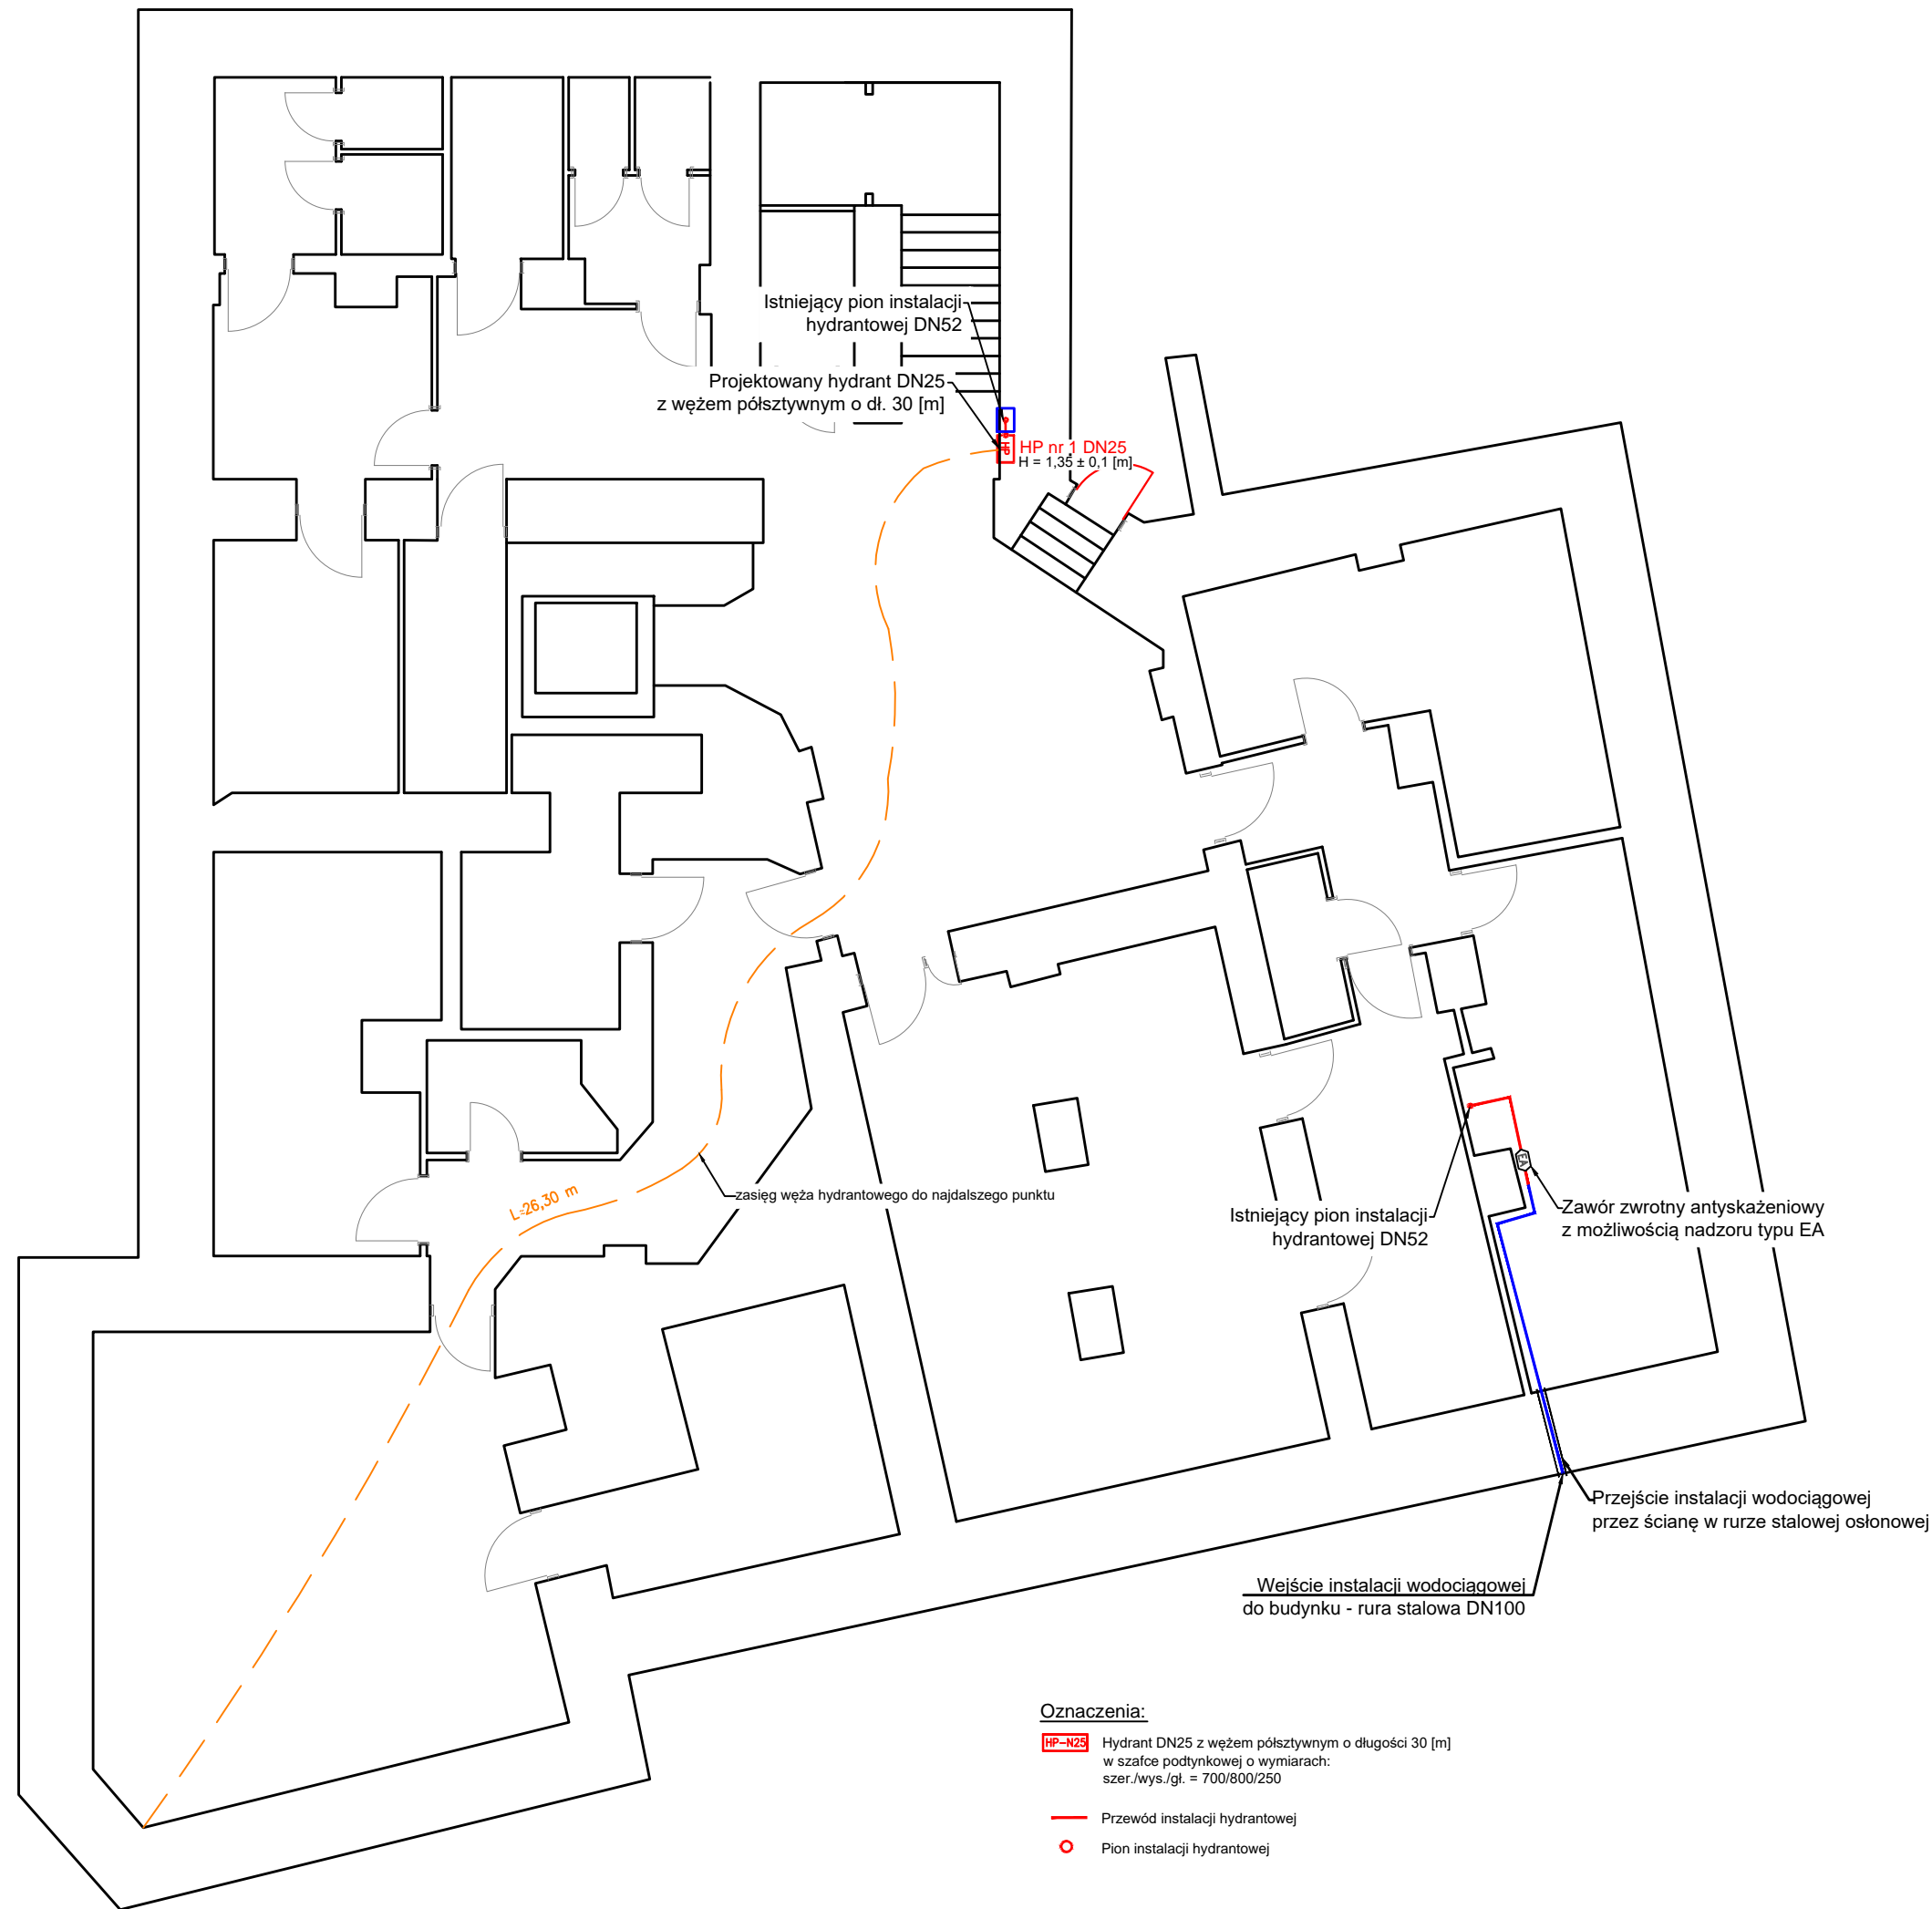 Istniejący pion instalacji
hydrantowej DN52
Projektowany hydrant DN25
z wężem półsztywnym o dł. 30 [m]
HP nr 1 DN25
H = 1,35 ± 0,1 [m]
L=26,30 m
zasięg węża hydrantowego do najdalszego punktu
EA
Istniejący pion instalacji
hydrantowej DN52
Zawór zwrotny antyskażeniowy
z możliwością nadzoru typu EA
Przejście instalacji wodociągowej
przez ścianę w rurze stalowej osłonowej
Wejście instalacji wodociągowej
do budynku - rura stalowa DN100
Oznaczenia:
HP-N25
Hydrant DN25 z wężem półsztywnym o długości 30 [m]
w szafce podtynkowej o wymiarach:
szer./wys./gł. = 700/800/250
Przewód instalacji hydrantowej
Pion instalacji hydrantowej